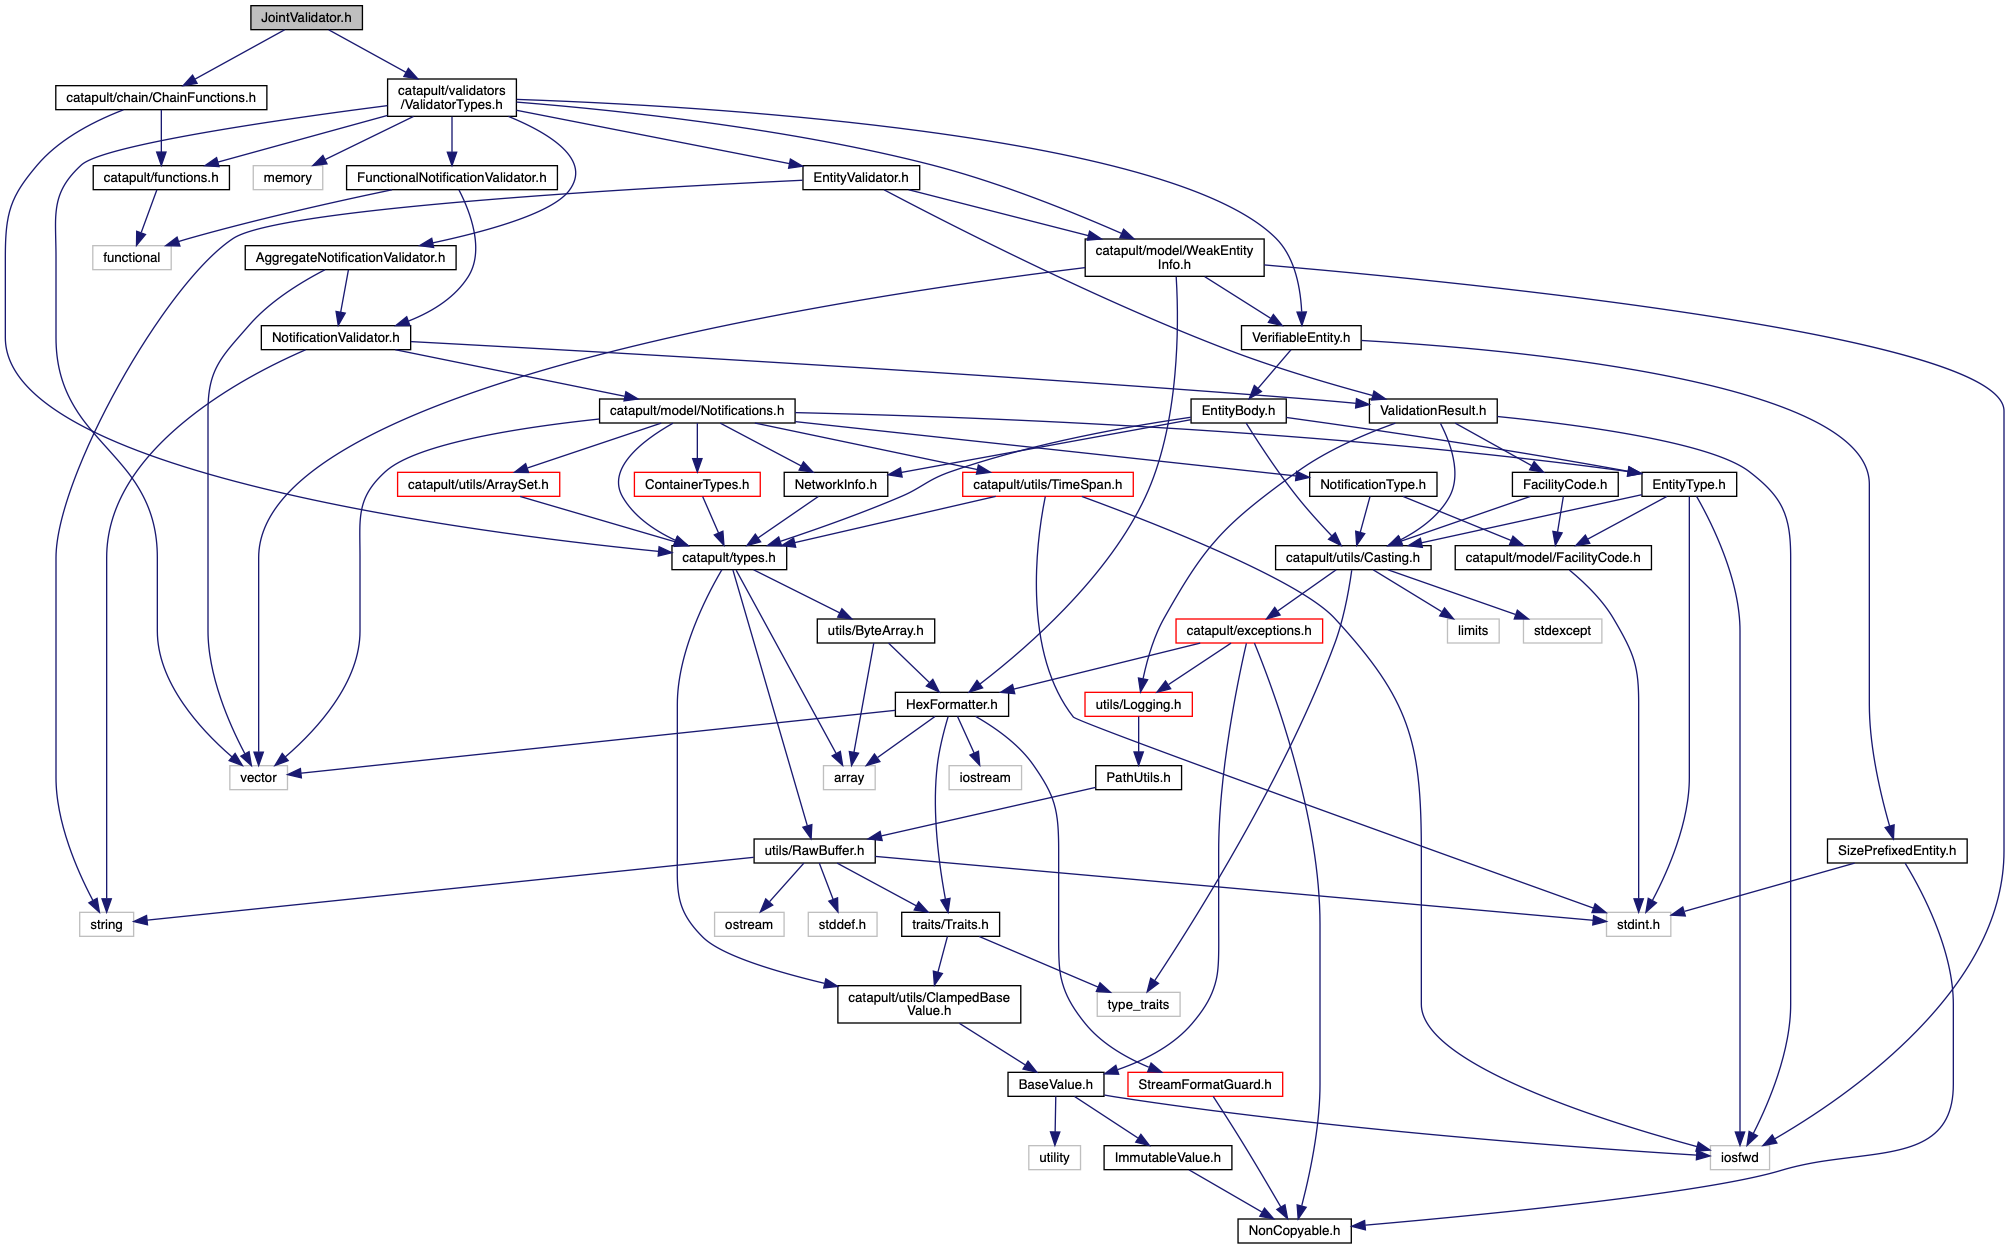 JointValidator.h
catapult/chain/ChainFunctions.h
catapult/validators
/ValidatorTypes.h
catapult/functions.h
memory
FunctionalNotificationValidator.h
EntityValidator.h
functional
AggregateNotificationValidator.h
catapult/model/WeakEntity
Info.h
NotificationValidator.h
VerifiableEntity.h
catapult/model/Notifications.h
EntityBody.h
ValidationResult.h
catapult/utils/ArraySet.h
ContainerTypes.h
NetworkInfo.h
catapult/utils/TimeSpan.h
NotificationType.h
FacilityCode.h
EntityType.h
catapult/types.h
catapult/utils/Casting.h
catapult/model/FacilityCode.h
utils/ByteArray.h
catapult/exceptions.h
limits
stdexcept
HexFormatter.h
utils/Logging.h
vector
array
iostream
PathUtils.h
utils/RawBuffer.h
SizePrefixedEntity.h
string
ostream
stddef.h
traits/Traits.h
stdint.h
catapult/utils/ClampedBase
Value.h
type_traits
BaseValue.h
StreamFormatGuard.h
utility
ImmutableValue.h
iosfwd
NonCopyable.h